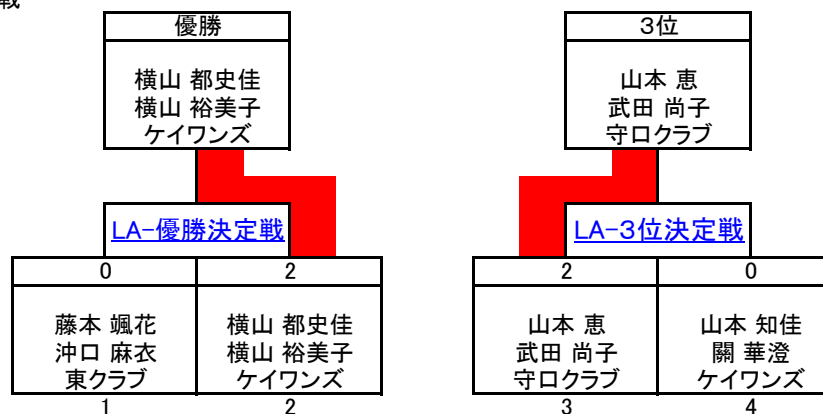 戦
優勝
横山 都史佳
横山 裕美子
ケイワンズ
3位
山本 恵
武田 尚子
守口クラブ
LA-優勝決定戦
LA-3位決定戦
0
2
2
0
藤本 颯花
沖口 麻衣
東クラブ
横山 都史佳
横山 裕美子
ケイワンズ
山本 恵
武田 尚子
守口クラブ
山本 知佳
關 華澄
ケイワンズ
1
2
3
4